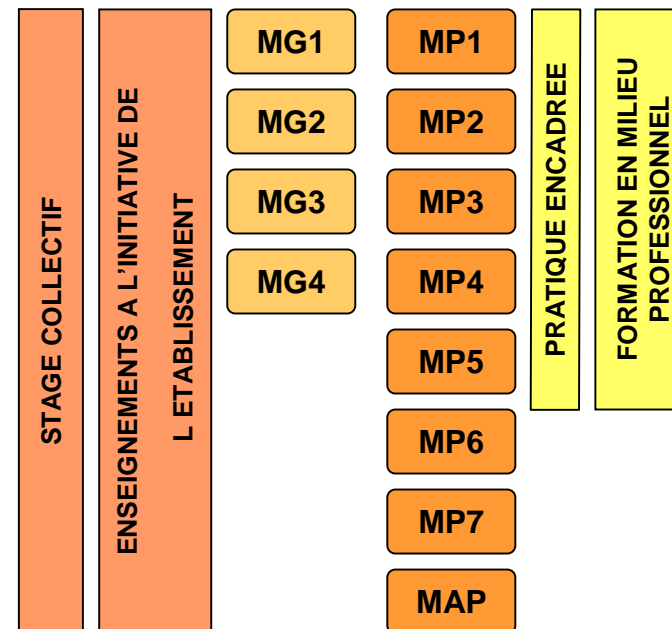 STAGE COLLECTIF
ENSEIGNEMENTS A L’INITIATIVE DE
L ETABLISSEMENT
MG1
MG2
MG3
MG4
MP1
MP2
MP3
MP4
MP5
MP6
MP7
MAP
PRATIQUE ENCADREE
FORMATION EN MILIEU
PROFESSIONNEL